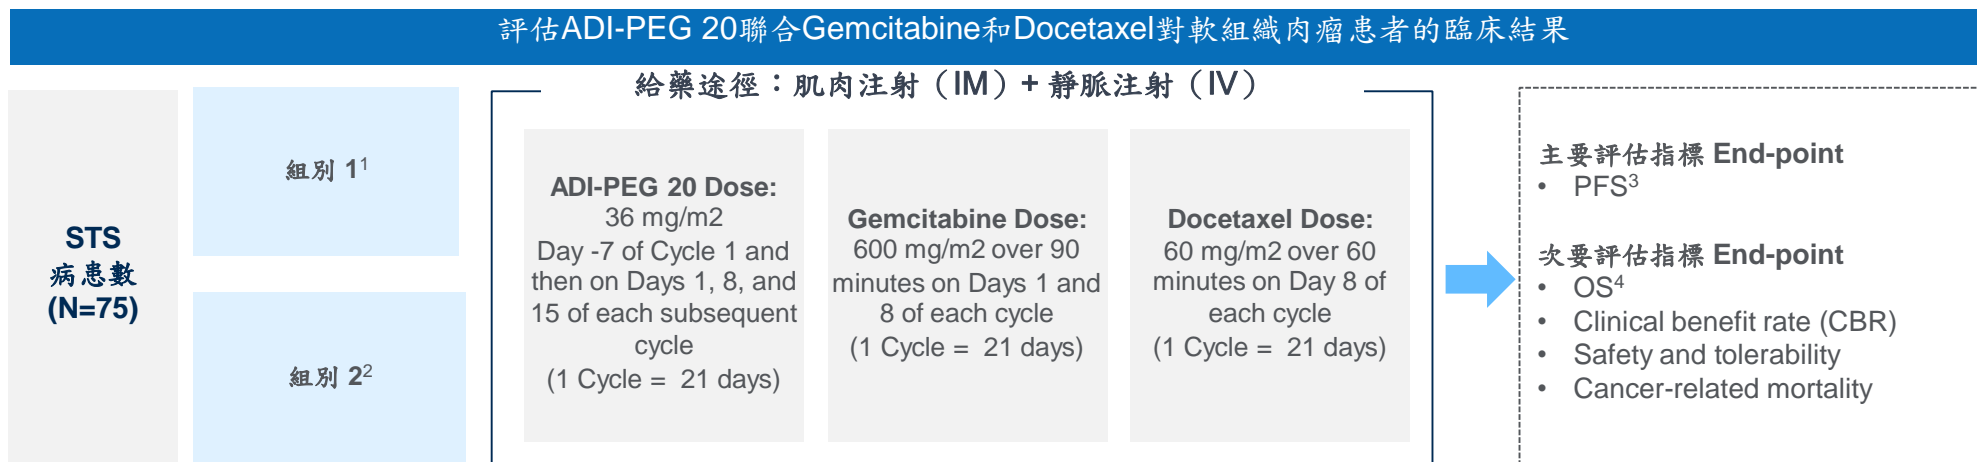 評估ADI-PEG 20聯合Gemcitabine和Docetaxel對軟組織肉瘤患者的臨床結果
給藥途徑：肌肉注射（IM）+ 靜脈注射（IV）
STS
病患數
(N=75)
組別 1¹
組別 2²
ADI-PEG 20 Dose:
36 mg/m2
Day -7 of Cycle 1 and
then on Days 1, 8, and
15 of each subsequent
cycle
(1 Cycle = 21 days)
Gemcitabine Dose:
600 mg/m2 over 90
minutes on Days 1 and
8 of each cycle
(1 Cycle = 21 days)
Docetaxel Dose:
60 mg/m2 over 60
minutes on Day 8 of
each cycle
(1 Cycle = 21 days)
主要評估指標 End-point
• PFS³
次要評估指標 End-point
• OS⁴
• Clinical benefit rate (CBR)
• Safety and tolerability
• Cancer-related mortality